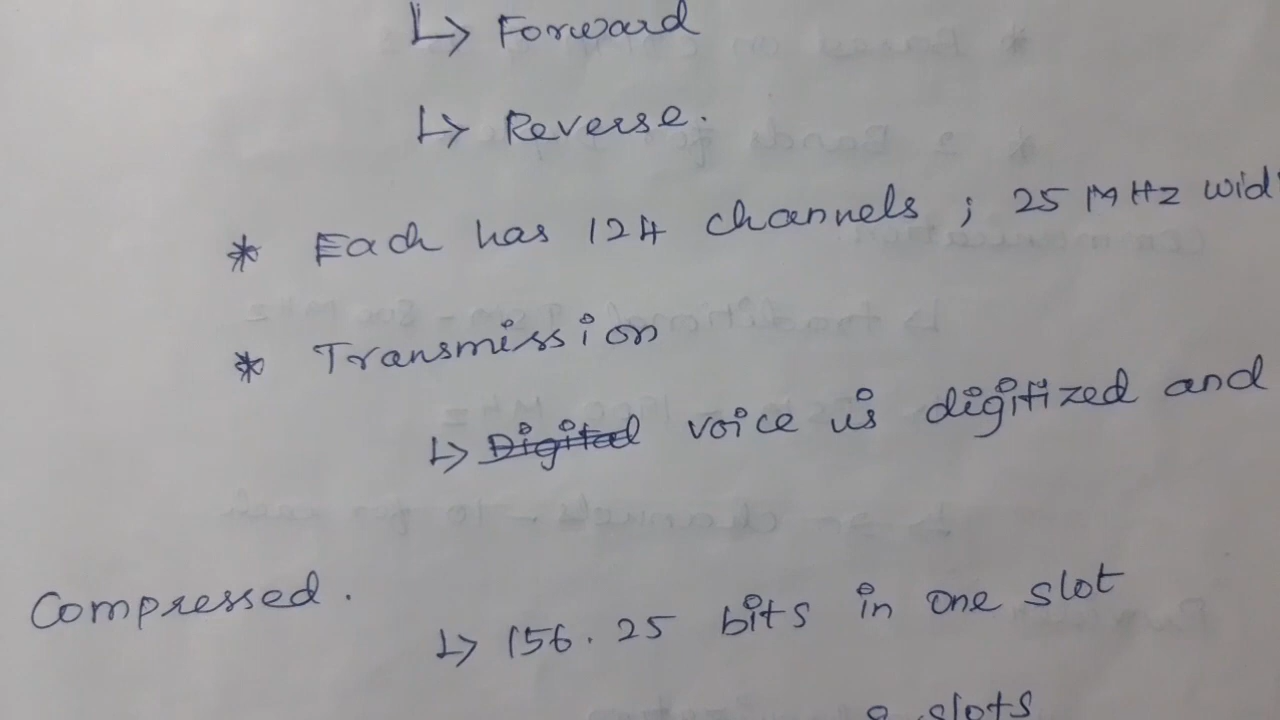 ↳ Forward
↳ Reverse.
* Each has 124 channels ; 25 MHz wid
* Transmission
↳ Digital voice is digitized and
Compressed.
↳ 156.25 bits in one slot
slots